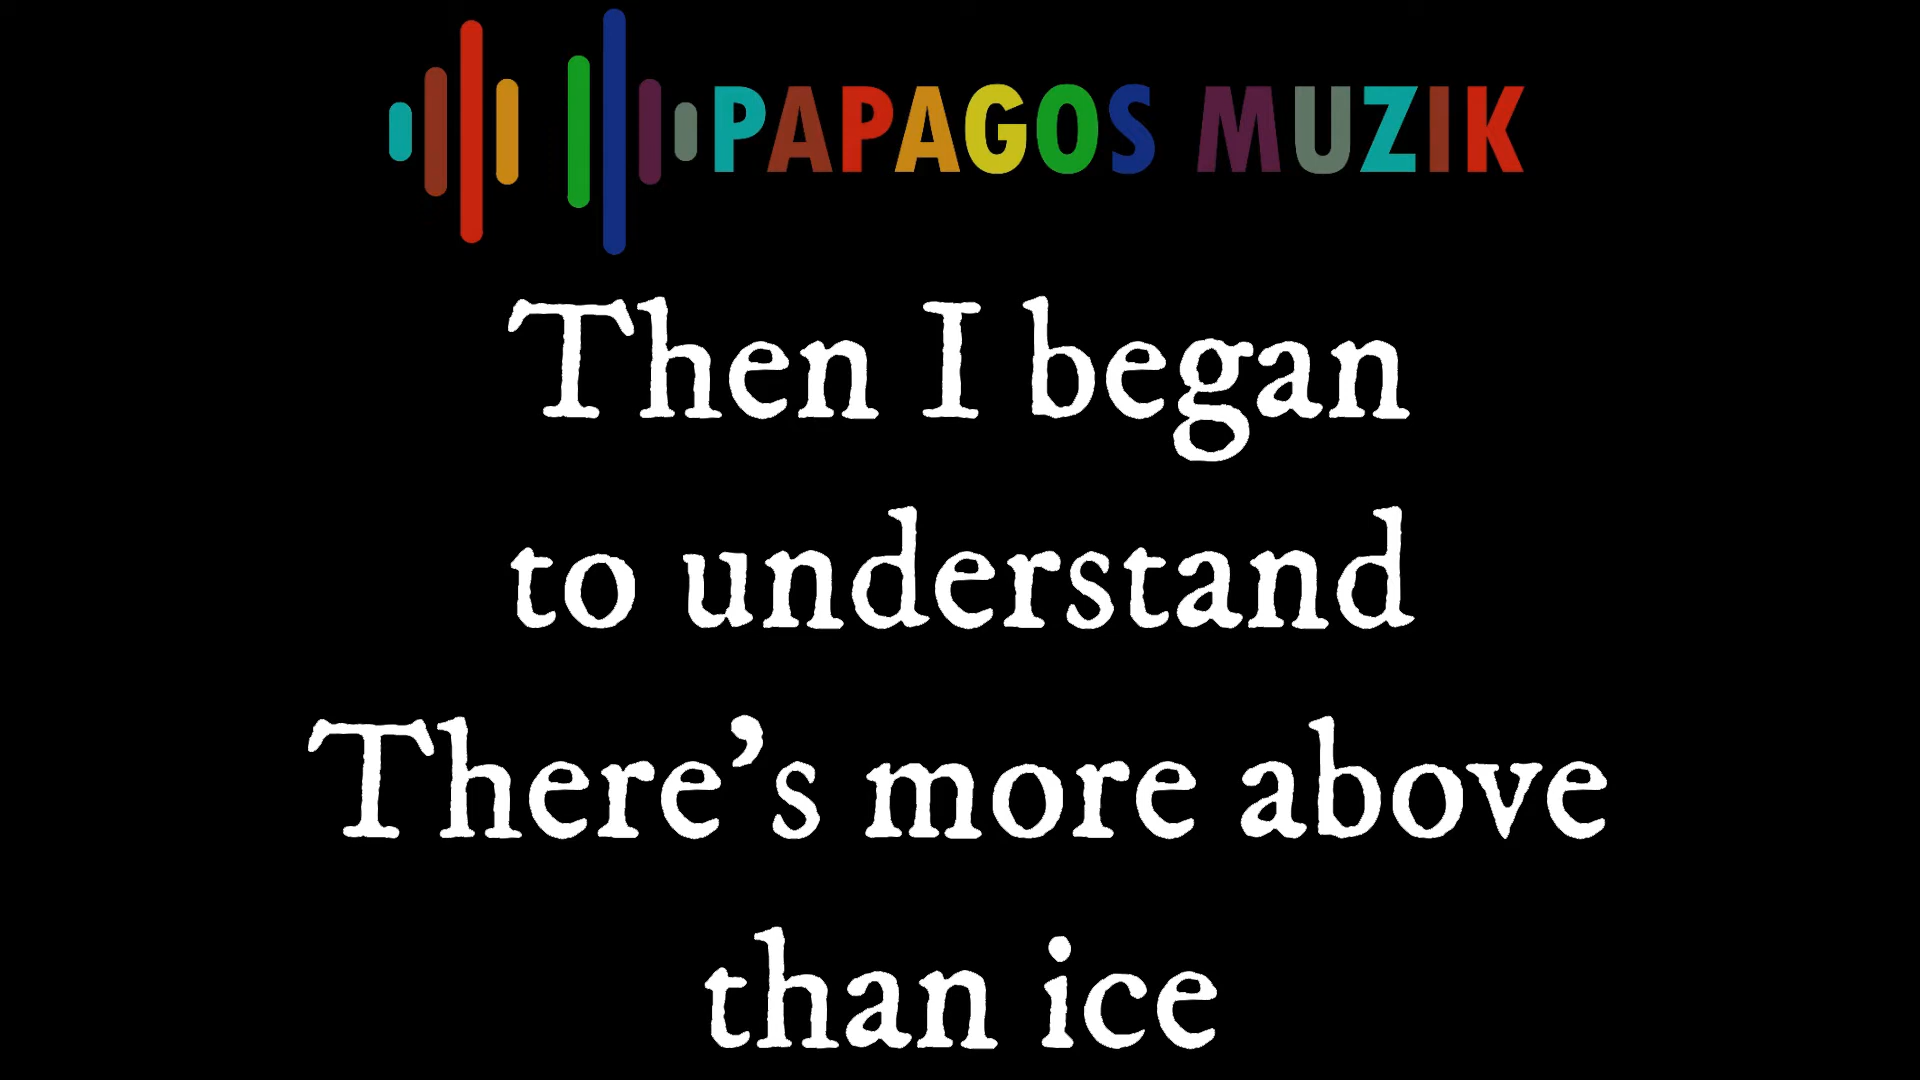 PAPAGOS MUZIK
Then I began
to understand
There's more above
than ice